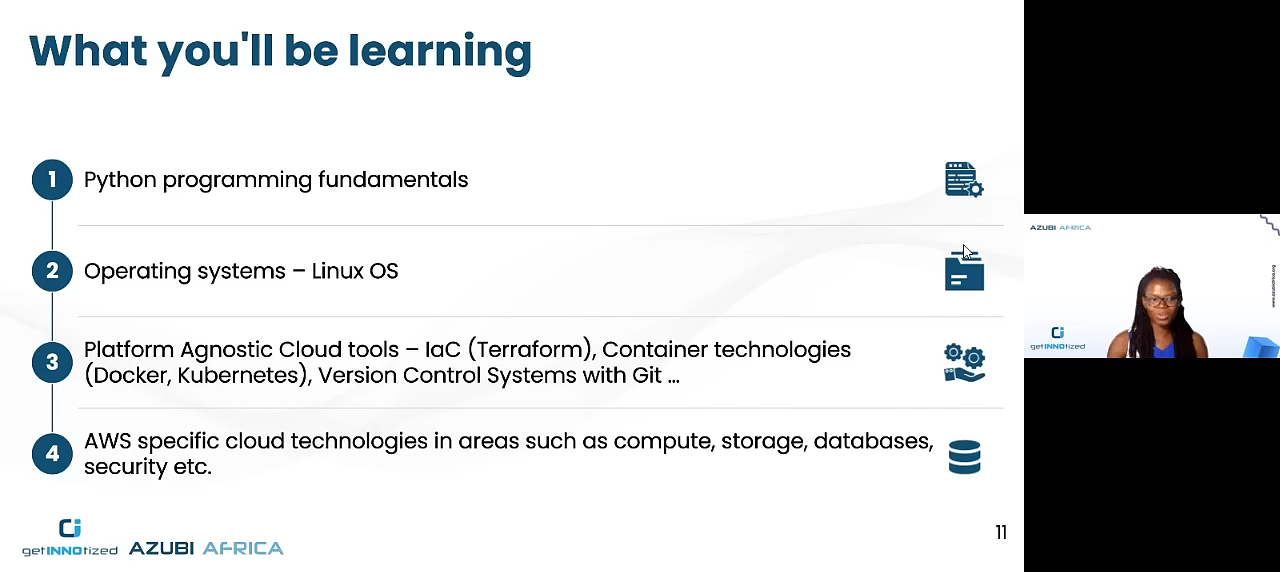 What you'll be learning
1
Python programming fundamentals
2
Operating systems – Linux OS
3
Platform Agnostic Cloud tools – IaC (Terraform), Container technologies
(Docker, Kubernetes), Version Control Systems with Git ...
4
AWS specific cloud technologies in areas such as compute, storage, databases,
security etc.
getINNOtized AZUBI AFRICA
11
AZUBI AFRICA
getINNOtized